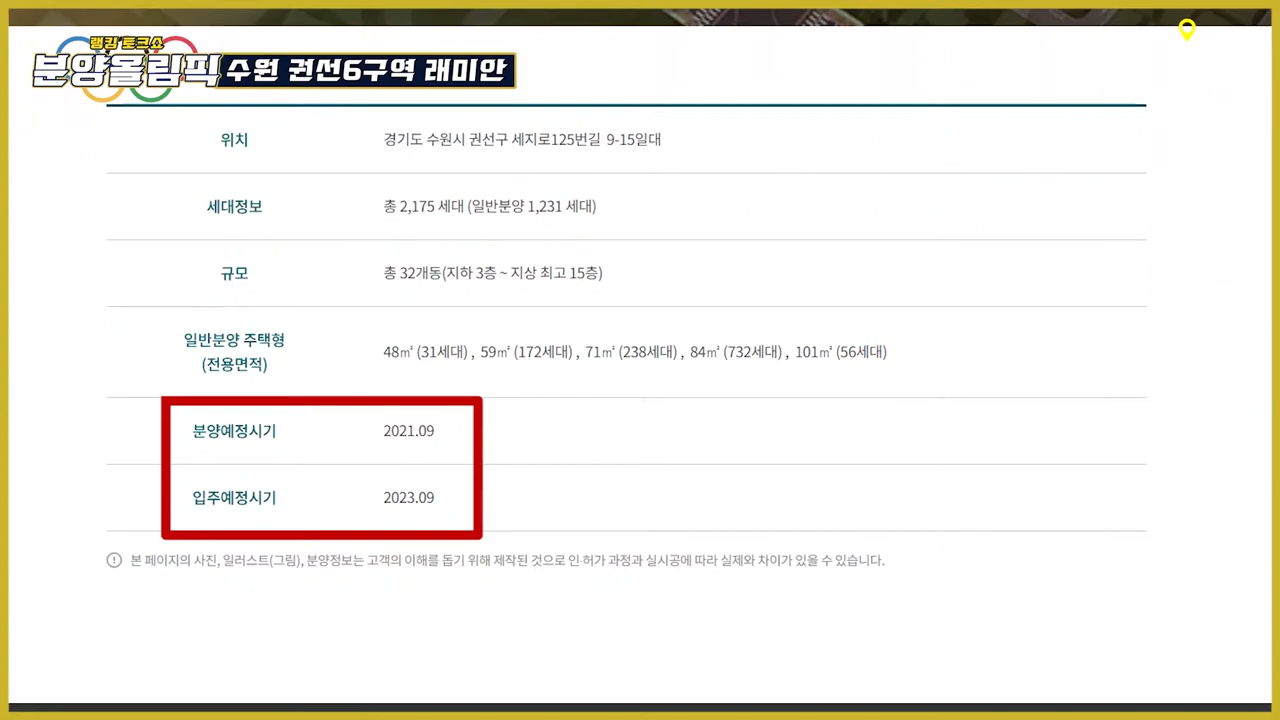 랭킹 토크쇼
분양올림픽 수원 권선6구역 래미안
위치 경기도 수원시 권선구 세지로125번길 9-15일대
세대정보 총 2,175 세대 (일반분양 1,231 세대)
규모 총 32개동(지하 3층 ~ 지상 최고 15층)
일반분양 주택형
(전용면적)
48㎡ (31세대) , 59㎡ (172세대) , 71㎡ (238세대) , 84㎡ (732세대) , 101㎡ (56세대)
분양예정시기 2021.09
입주예정시기 2023.09
본 페이지의 사진, 일러스트(그림), 분양정보는 고객의 이해를 돕기 위해 제작된 것으로 인·허가 과정과 실시공에 따라 실제와 차이가 있을 수 있습니다.